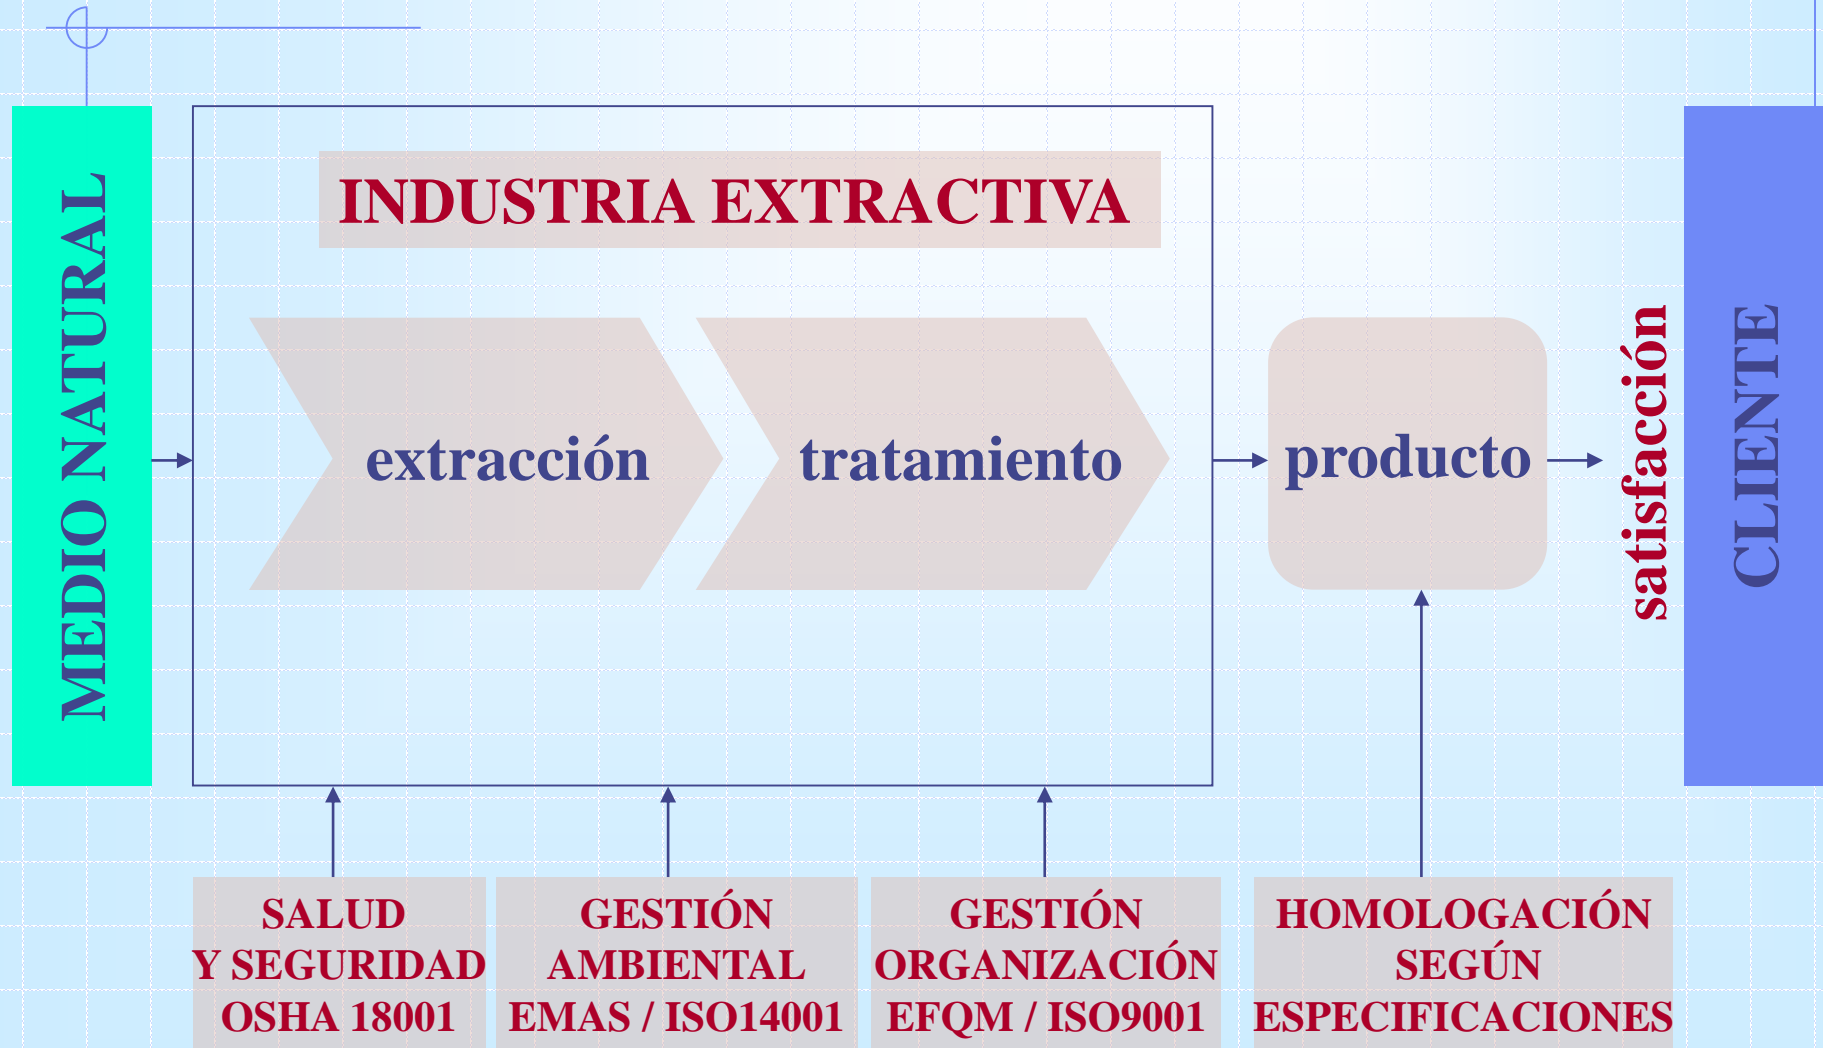 MEDIO NATURAL
INDUSTRIA EXTRACTIVA
extracción
tratamiento
producto
satisfacción
CLIENTE
SALUD
Y SEGURIDAD
OSHA 18001
GESTIÓN
AMBIENTAL
EMAS / ISO14001
GESTIÓN
ORGANIZACIÓN
EFQM / ISO9001
HOMOLOGACIÓN
SEGÚN
ESPECIFICACIONES